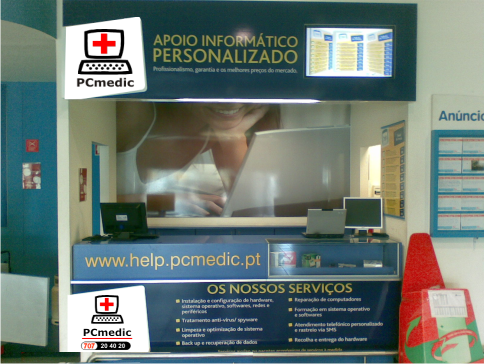 PCmedic
APOIO INFORMÁTICO
PERSONALIZADO
Profissionalismo, garantia e os melhores preços do mercado.
Anúncio
www.help.pcmedic.pt
OS NOSSOS SERVIÇOS
Instalação e configuração de hardware,
sistema operativo, softwares, redes e
periféricos
Tratamento anti-vírus/ spyware
Limpeza e optimização de sistema
operativo
Back up e recuperação de dados
Reparação de computadores
Formação em sistema operativo
e softwares
Atendimento telefónico personalizado
e rastreio via SMS
Recolha e entrega de hardware
PCmedic
707 20 40 20